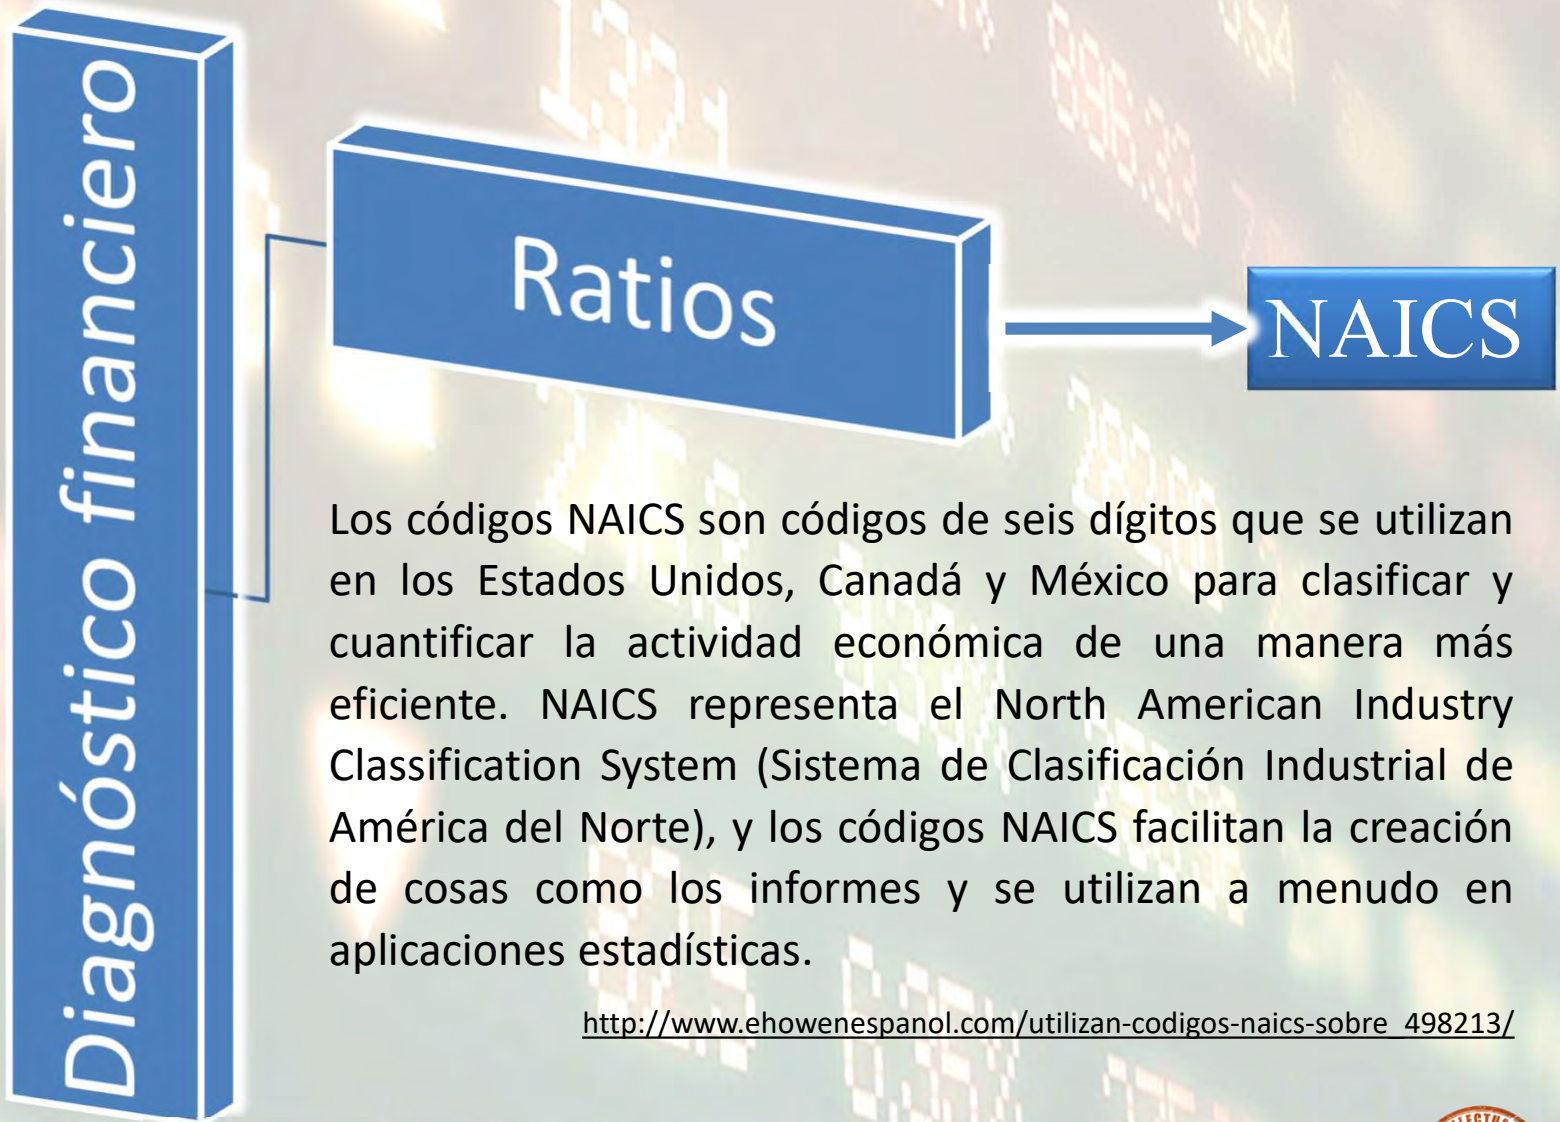 Diagnóstico financiero
Ratios
NAICS
Los códigos NAICS son códigos de seis dígitos que se utilizan
en los Estados Unidos, Canadá y México para clasificar y
cuantificar la actividad económica de una manera más
eficiente. NAICS representa el North American Industry
Classification System (Sistema de Clasificación Industrial de
América del Norte), y los códigos NAICS facilitan la creación
de cosas como los informes y se utilizan a menudo en
aplicaciones estadísticas.
http://www.ehowenespanol.com/utilizan-codigos-naics-sobre_498213/